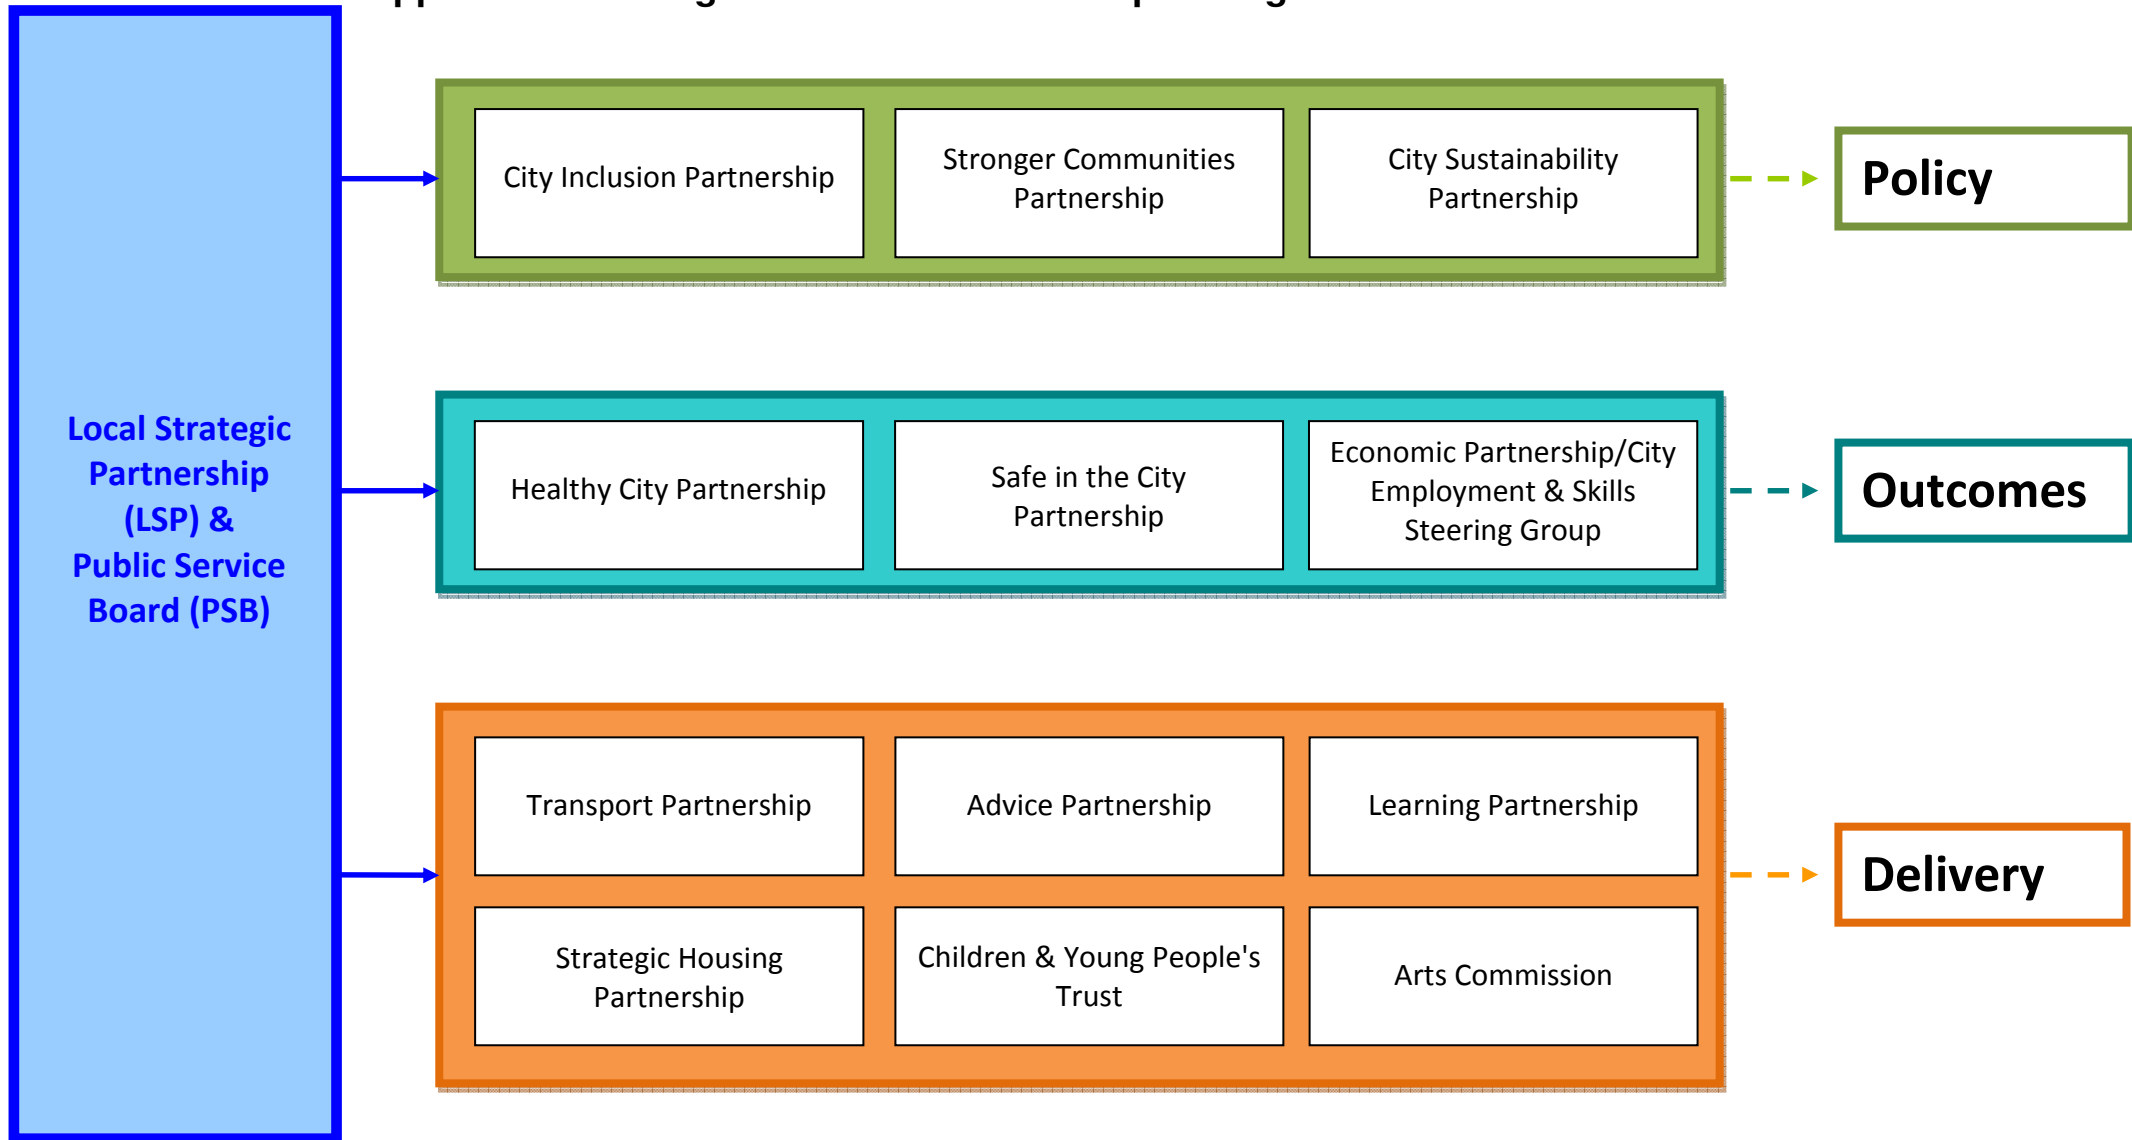 Local Strategic
Partnership
(LSP) &
Public Service
Board (PSB)
City Inclusion Partnership
Stronger Communities
Partnership
City Sustainability
Partnership
Policy
Healthy City Partnership
Safe in the City
Partnership
Economic Partnership/City
Employment & Skills
Steering Group
Outcomes
Transport Partnership
Advice Partnership
Learning Partnership
Strategic Housing
Partnership
Children & Young People's
Trust
Arts Commission
Delivery